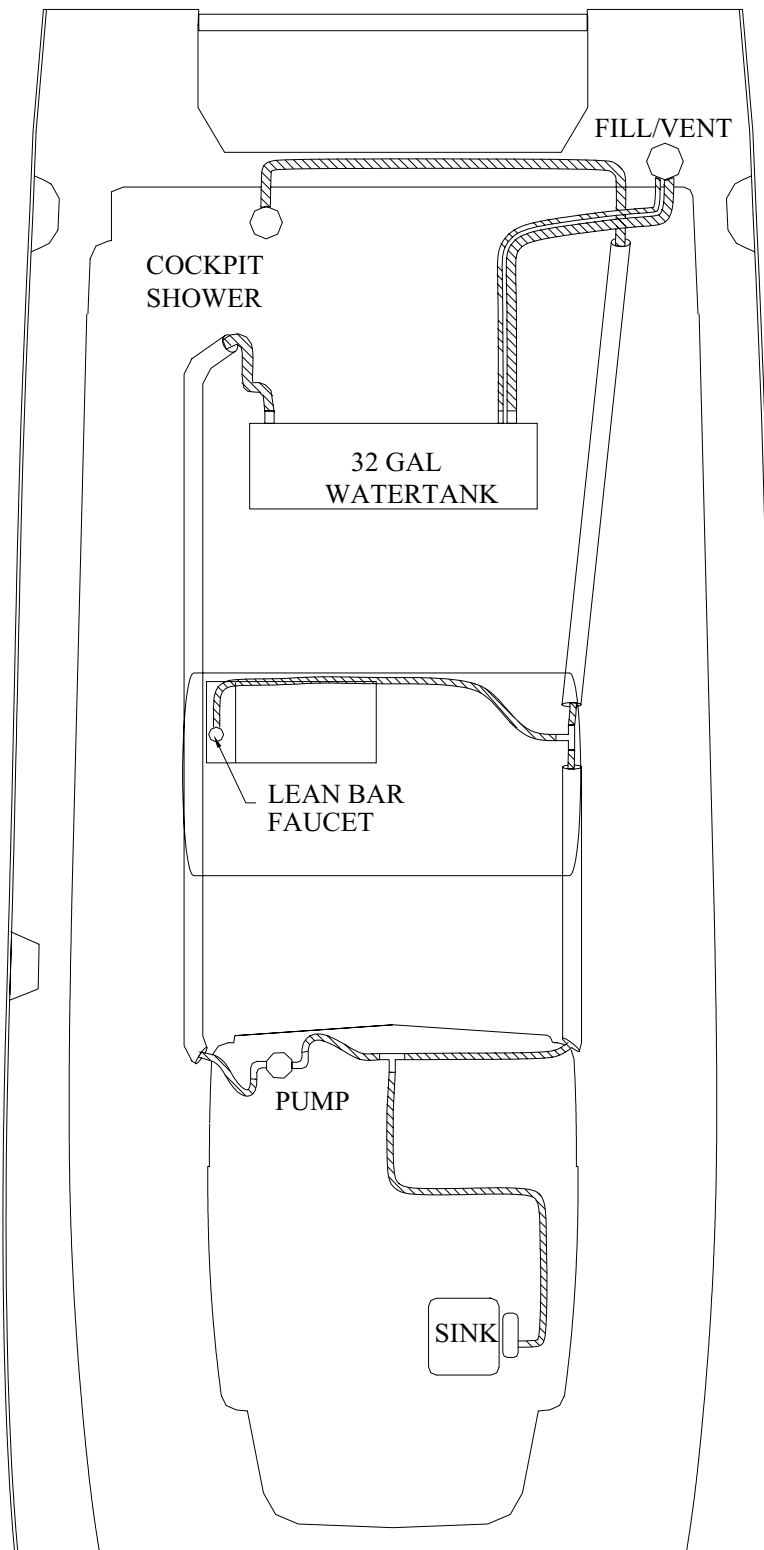 FILL/VENT
COCKPIT
SHOWER
32 GAL
WATERTANK
LEAN BAR
FAUCET
PUMP
SINK